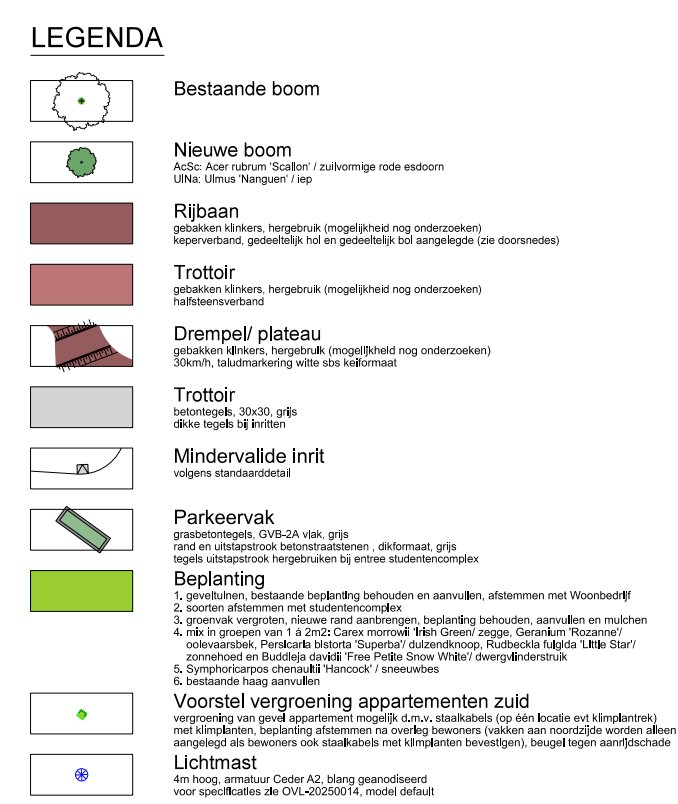 LEGENDA
Bestaande boom
Nieuwe boom
AcSc: Acer rubrum 'Scallon' / zuilvormige rode esdoorn
UlNa: Ulmus 'Nanguen' / iep
Rijbaan
gebakken klinkers, hergebruik (mogelijkheid nog onderzoeken)
keperverband, gedeeltelijk hol en gedeeltelijk bol aangelegde (zie doorsnedes)
Trottoir
gebakken klinkers, hergebruik (mogelijkheid nog onderzoeken)
halfsteensverband
Drempel/ plateau
gebakken klinkers, hergebruik (mogelijkheid nog onderzoeken)
30km/h, taludmarkering witte sbs keiformaat
Trottoir
betontegels, 30x30, grijs
dikke tegels bij inritten
Mindervalide inrit
volgens standaarddetail
Parkeervak
grasbetontegels, GVB-2A vlak, grijs
rand en uitstapstrook betonstraatstenen , dikformaat, grijs
tegels uitstapstrook hergebruiken bij entree studentencomplex
Beplanting
1. geveltuinen, bestaande beplanting behouden en aanvullen, afstemmen met Woonbedrijf
2. soorten afstemmen met studentencomplex
3. groenvak vergroten, nieuwe rand aanbrengen, beplanting behouden, aanvullen en mulchen
4. mix in groepen van 1 á 2m2: Carex morrowii 'Irish Green/ zegge, Geranium 'Rozanne'/
ooievaarsbek, Persicaria bistorta 'Superba'/ duizendknoop, Rudbeckia fulgida 'Little Star'/
zonnehoed en Buddleja davidii 'Free Petite Snow White'/ dwergvlinderstruik
5. Symphoricarpos chenaultii 'Hancock' / sneeuwbes
6. bestaande haag aanvullen
Voorstel vergroening appartementen zuid
vergroening van gevel appartement mogelijk d.m.v. staalkabels (op één locatie evt klimplantrek)
met klimplanten, beplanting afstemmen na overleg bewoners (vakken aan noordzijde worden alleen
aangelegd als bewoners ook staalkabels met klimplanten bevestigen), beugel tegen aanrijdschade
Lichtmast
4m hoog, armatuur Ceder A2, blang geanodiseerd
voor specificaties zie OVL-20250014, model default